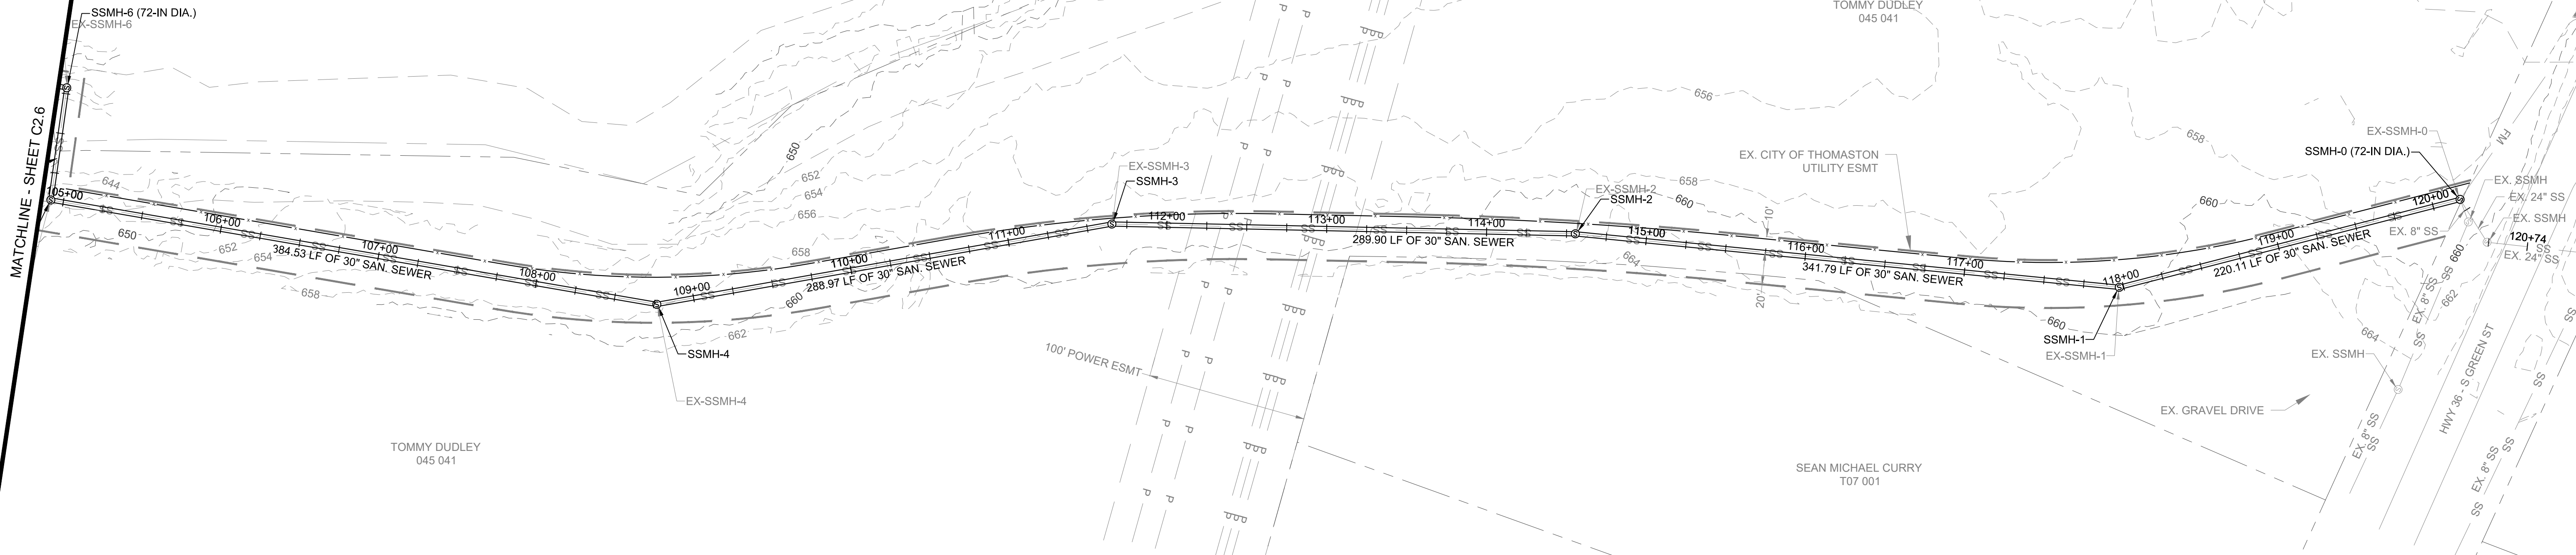 SSMH-6 (72-IN DIA.)
EX-SSMH-6
MATCHLINE - SHEET C2.6
TOMMY DUDLEY
045 041
644
650
652
654
658
105+00
106+00
107+00
108+00
109+00
110+00
111+00
112+00
113+00
114+00
115+00
116+00
117+00
118+00
119+00
120+00
120+74
384.53 LF OF 30" SAN. SEWER
288.97 LF OF 30" SAN. SEWER
289.90 LF OF 30" SAN. SEWER
341.79 LF OF 30" SAN. SEWER
220.11 LF OF 30" SAN. SEWER
650
652
654
656
658
660
662
SSMH-4
EX-SSMH-4
EX-SSMH-3
SSMH-3
EX-SSMH-2
SSMH-2
656
658
660
664
10'
20'
EX. CITY OF THOMASTON
UTILITY ESMT
100' POWER ESMT
TOMMY DUDLEY
045 041
SEAN MICHAEL CURRY
T07 001
SSMH-1
EX-SSMH-1
660
660
658
EX-SSMH-0
SSMH-0 (72-IN DIA.)
FM
EX. SSMH
EX. 24" SS
EX. SSMH
EX. 24" SS
EX. 8" SS
EX. 8" SS
660
662
664
EX. SSMH
EX. GRAVEL DRIVE
EX. 8" SS
HWY 36 - S GREEN ST
EX. 8" SS
SS
P
PPP